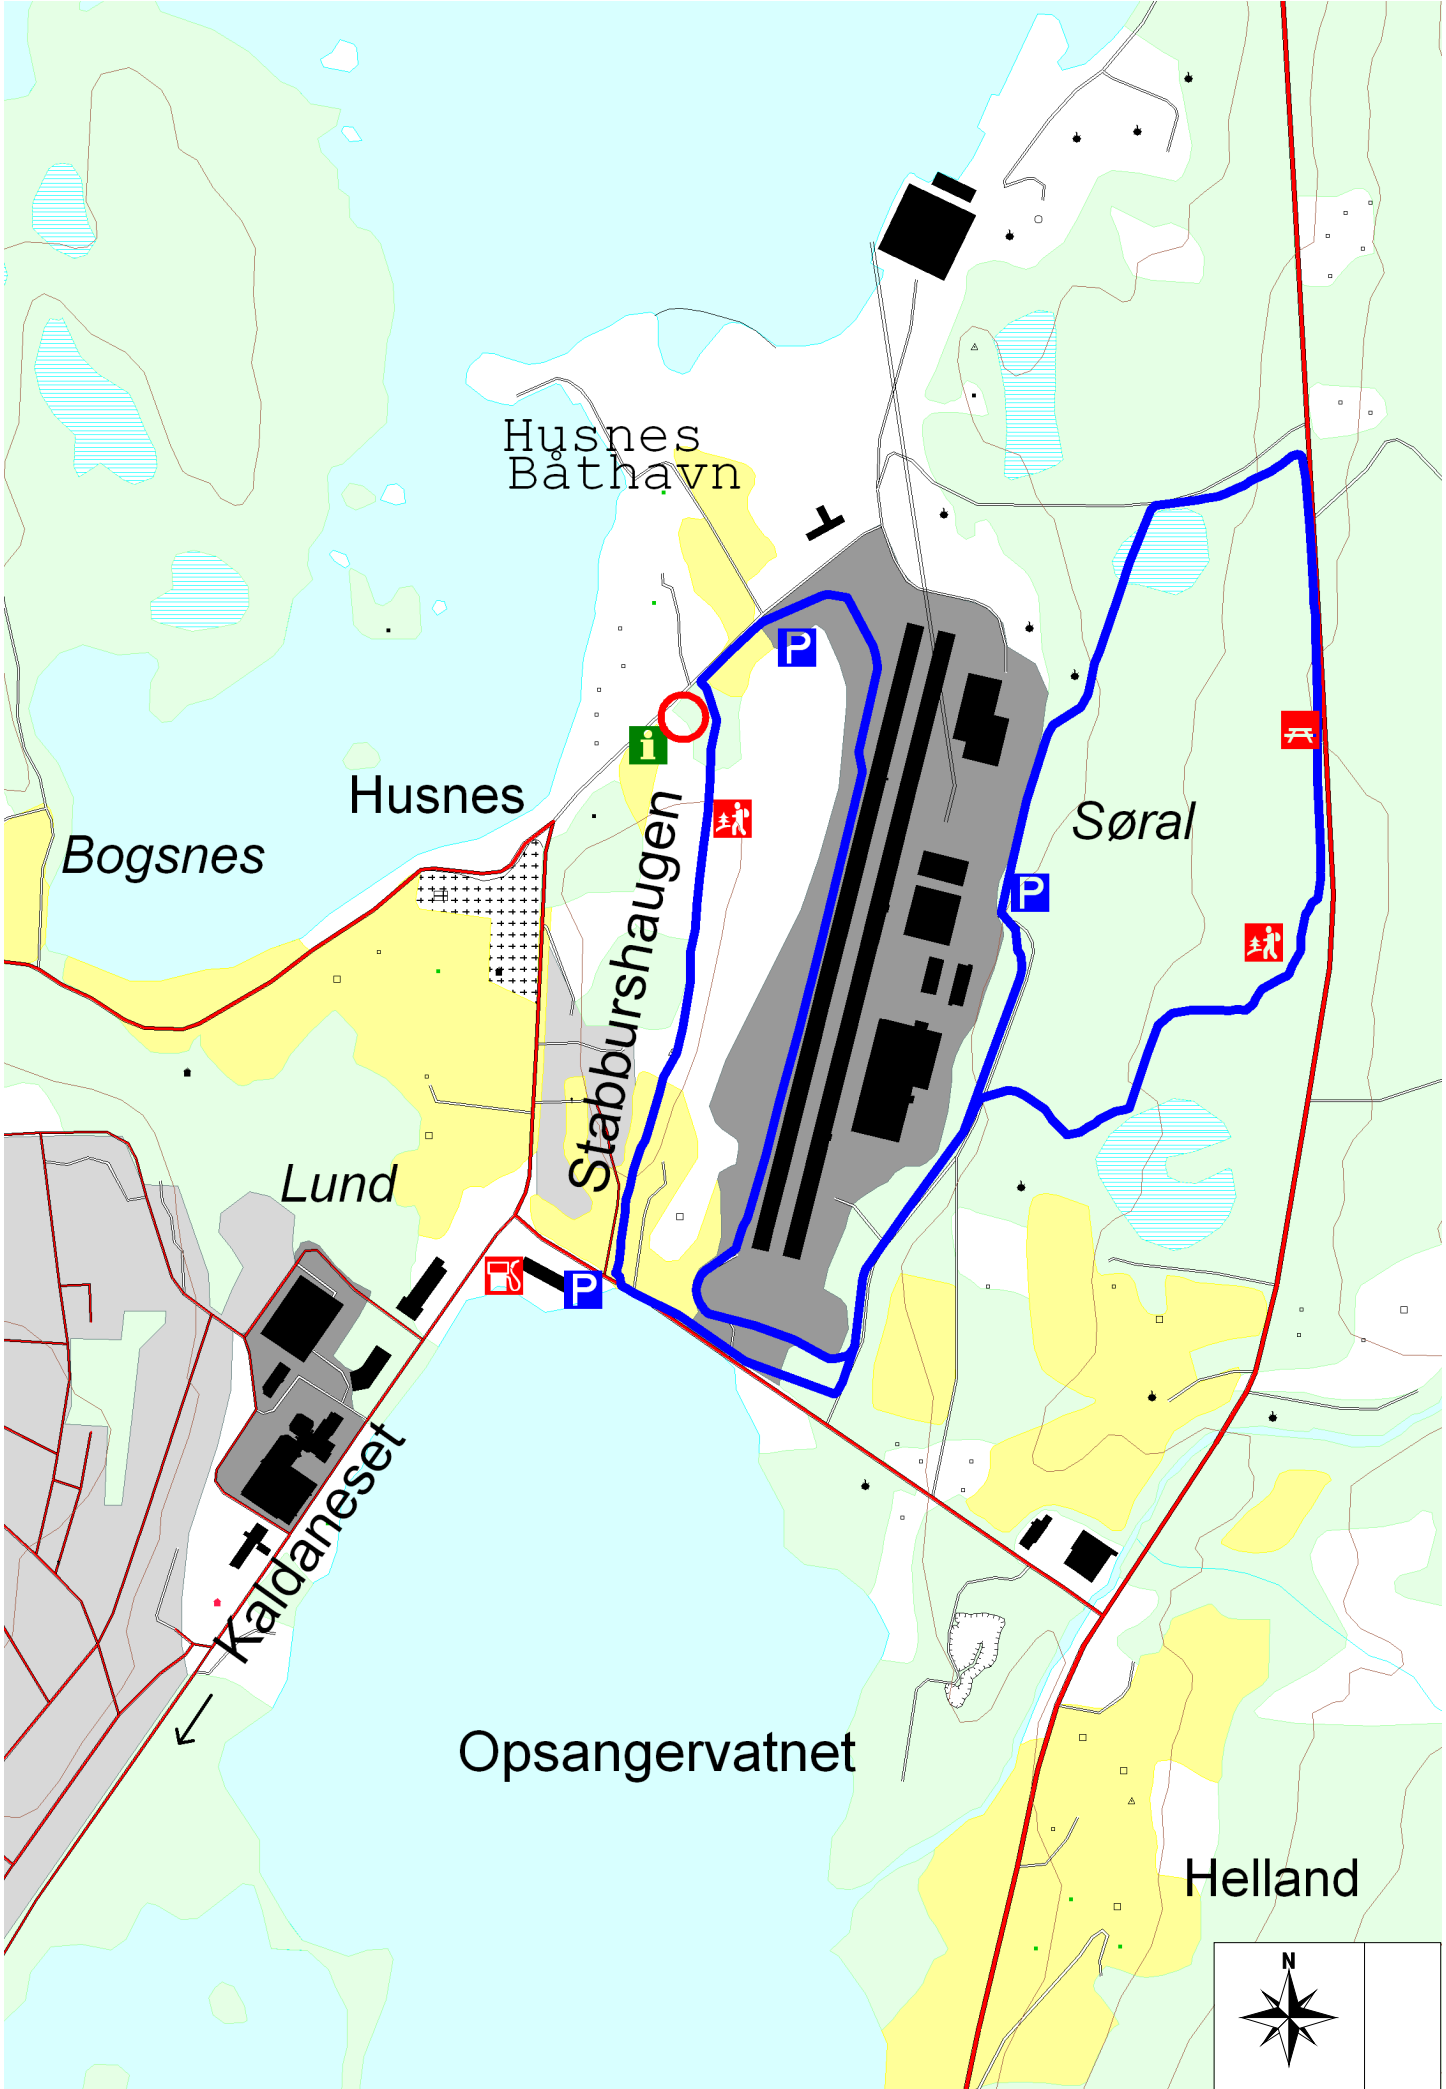 Husnes
Båthavn
P
i
Husnes
Stabburshaugen
Søral
Bogsnes
P
Lund
P
Kaldaneset
Opsangervatnet
Helland
N